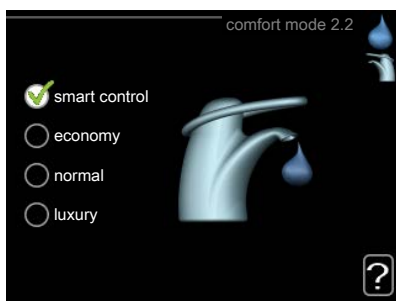 comfort mode 2.2
smart control
economy
normal
luxury
?